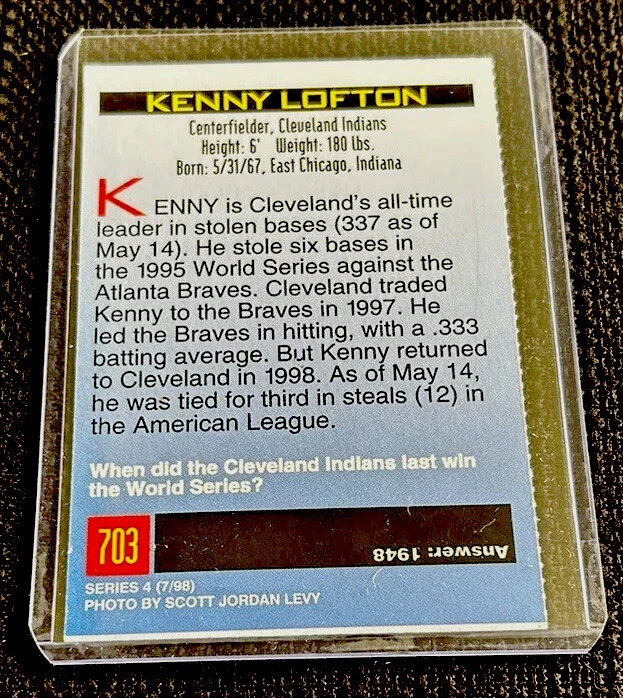 KENNY LOFTON
Centerfielder, Cleveland Indians
Height: 6' Weight: 180 lbs.
Born: 5/31/67, East Chicago, Indiana
KENNY is Cleveland's all-time
leader in stolen bases (337 as of
May 14). He stole six bases in
the 1995 World Series against the
Atlanta Braves. Cleveland traded
Kenny to the Braves in 1997. He
led the Braves in hitting, with a .333
batting average. But Kenny returned
to Cleveland in 1998. As of May 14,
he was tied for third in steals (12) in
the American League.
When did the Cleveland Indians last win
the World Series?
703
Answer: 1948
SERIES 4 (7/98)
PHOTO BY SCOTT JORDAN LEVY